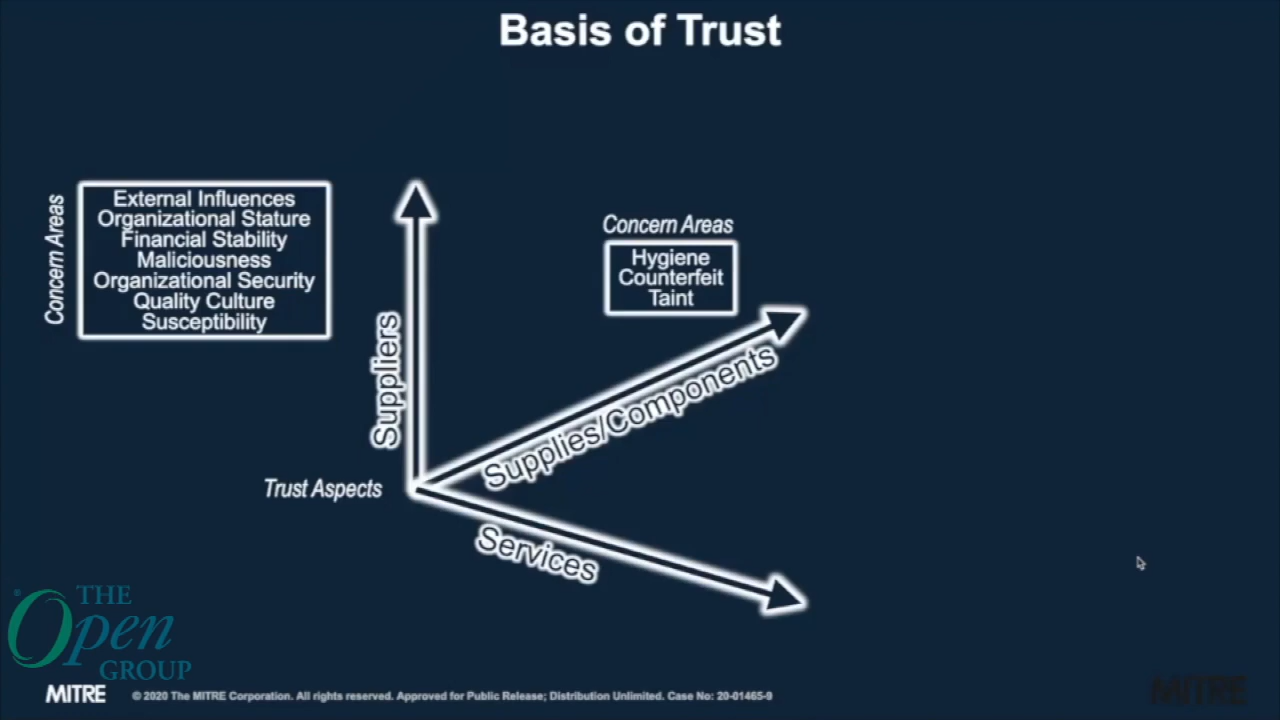 Basis of Trust
Concern Areas
External Influences
Organizational Stature
Financial Stability
Maliciousness
Organizational Security
Quality Culture
Susceptibility
Concern Areas
Hygiene
Counterfeit
Taint
Suppliers
Supplies/Components
Trust Aspects
Services
THE
Open
GROUP
®
MITRE
© 2020 The MITRE Corporation. All rights reserved. Approved for Public Release; Distribution Unlimited. Case No: 20-01465-9
MITRE